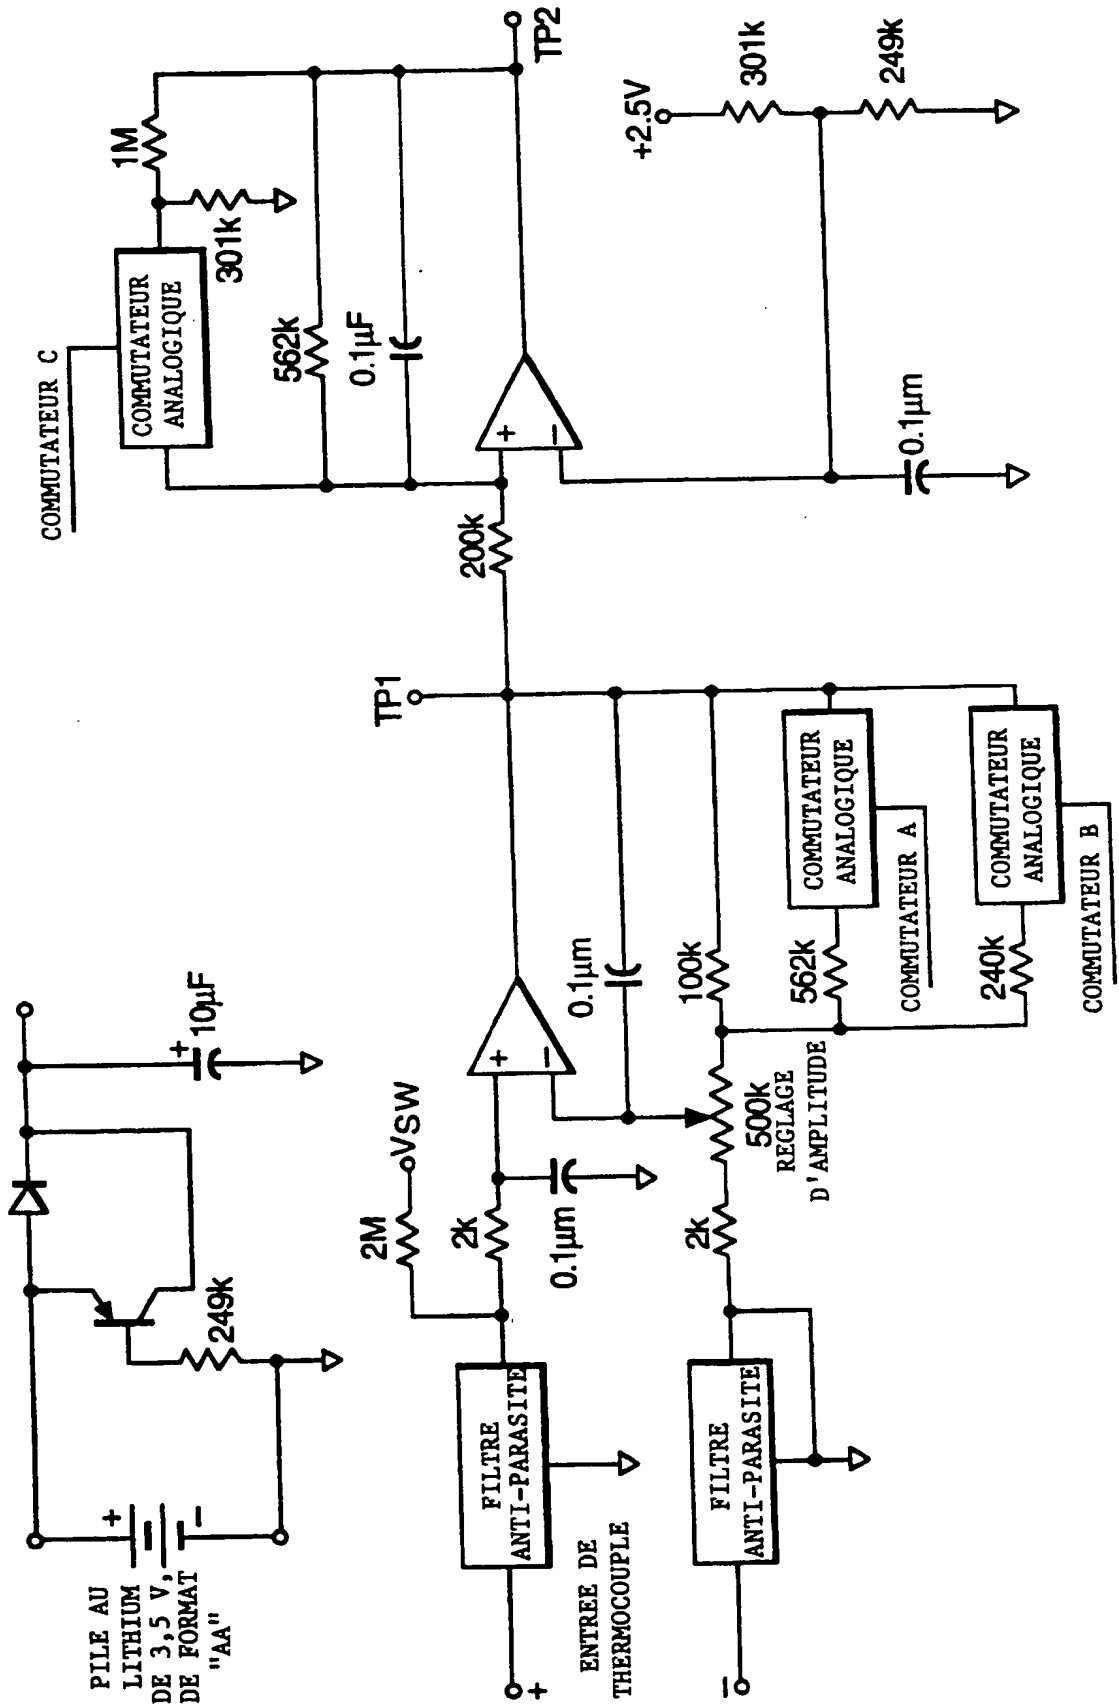 PILE AU
LITHIUM
DE 3,5 V,
DE FORMAT
"AA"
+
−
249k
+
10µF
COMMUTATEUR C
COMMUTATEUR
ANALOGIQUE
1M
301k
562k
0.1µF
+
−
200k
TP2
0.1µm
+2.5V
301k
249k
TP1
ENTREE DE
THERMOCOUPLE
+
FILTRE
ANTI-PARASITE
2M
VSW
2k
0.1µm
+
−
0.1µm
−
FILTRE
ANTI-PARASITE
2k
500k
REGLAGE
D'AMPLITUDE
100k
562k
COMMUTATEUR
ANALOGIQUE
COMMUTATEUR A
240k
COMMUTATEUR
ANALOGIQUE
COMMUTATEUR B